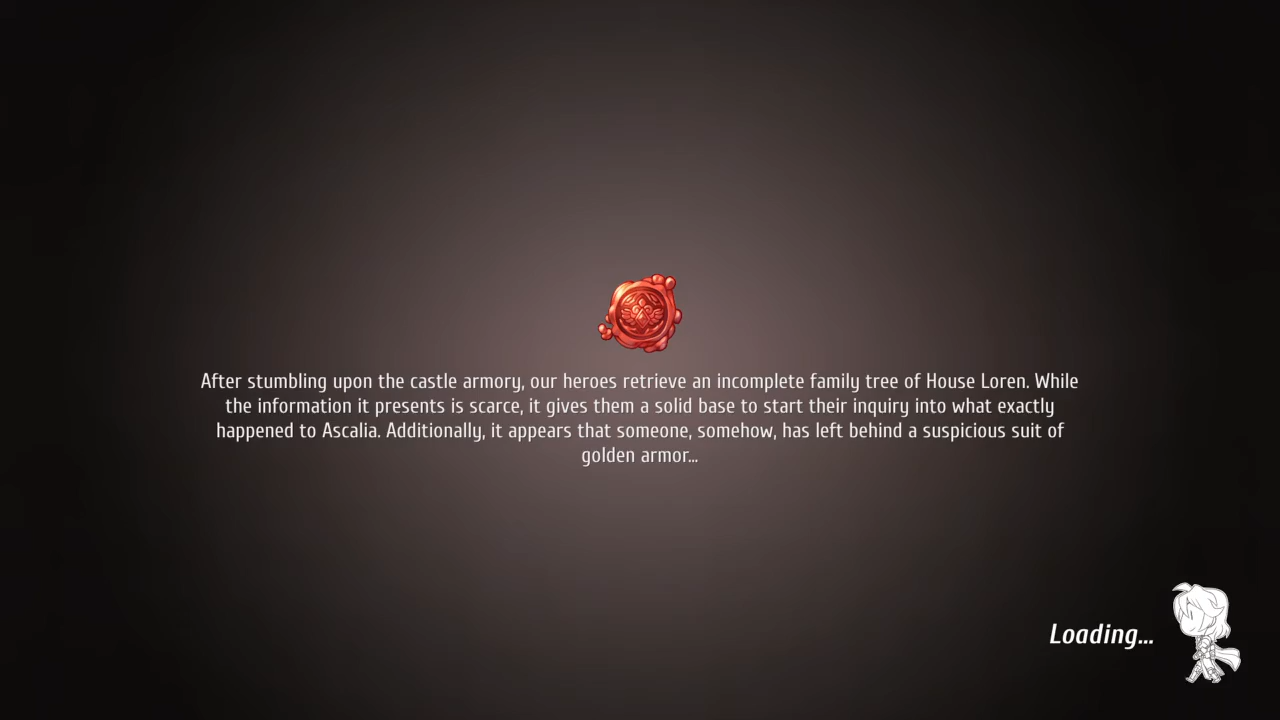 After stumbling upon the castle armory, our heroes retrieve an incomplete family tree of House Loren. While
the information it presents is scarce, it gives them a solid base to start their inquiry into what exactly
happened to Ascalia. Additionally, it appears that someone, somehow, has left behind a suspicious suit of
golden armor...
Loading...